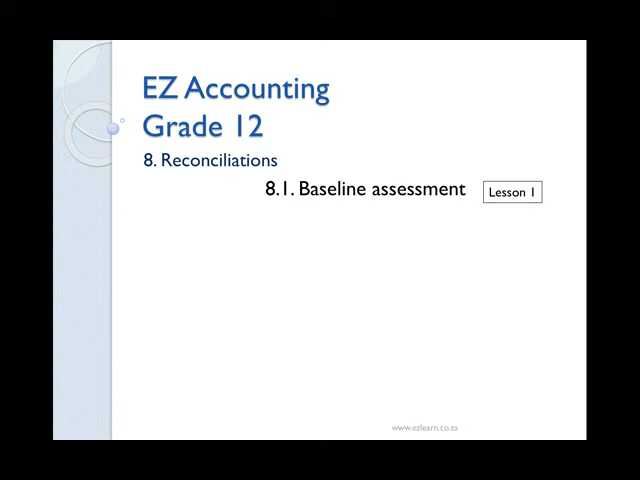 EZ Accounting
Grade 12
8. Reconciliations
8.1. Baseline assessment Lesson 1
www.ezlearn.co.za